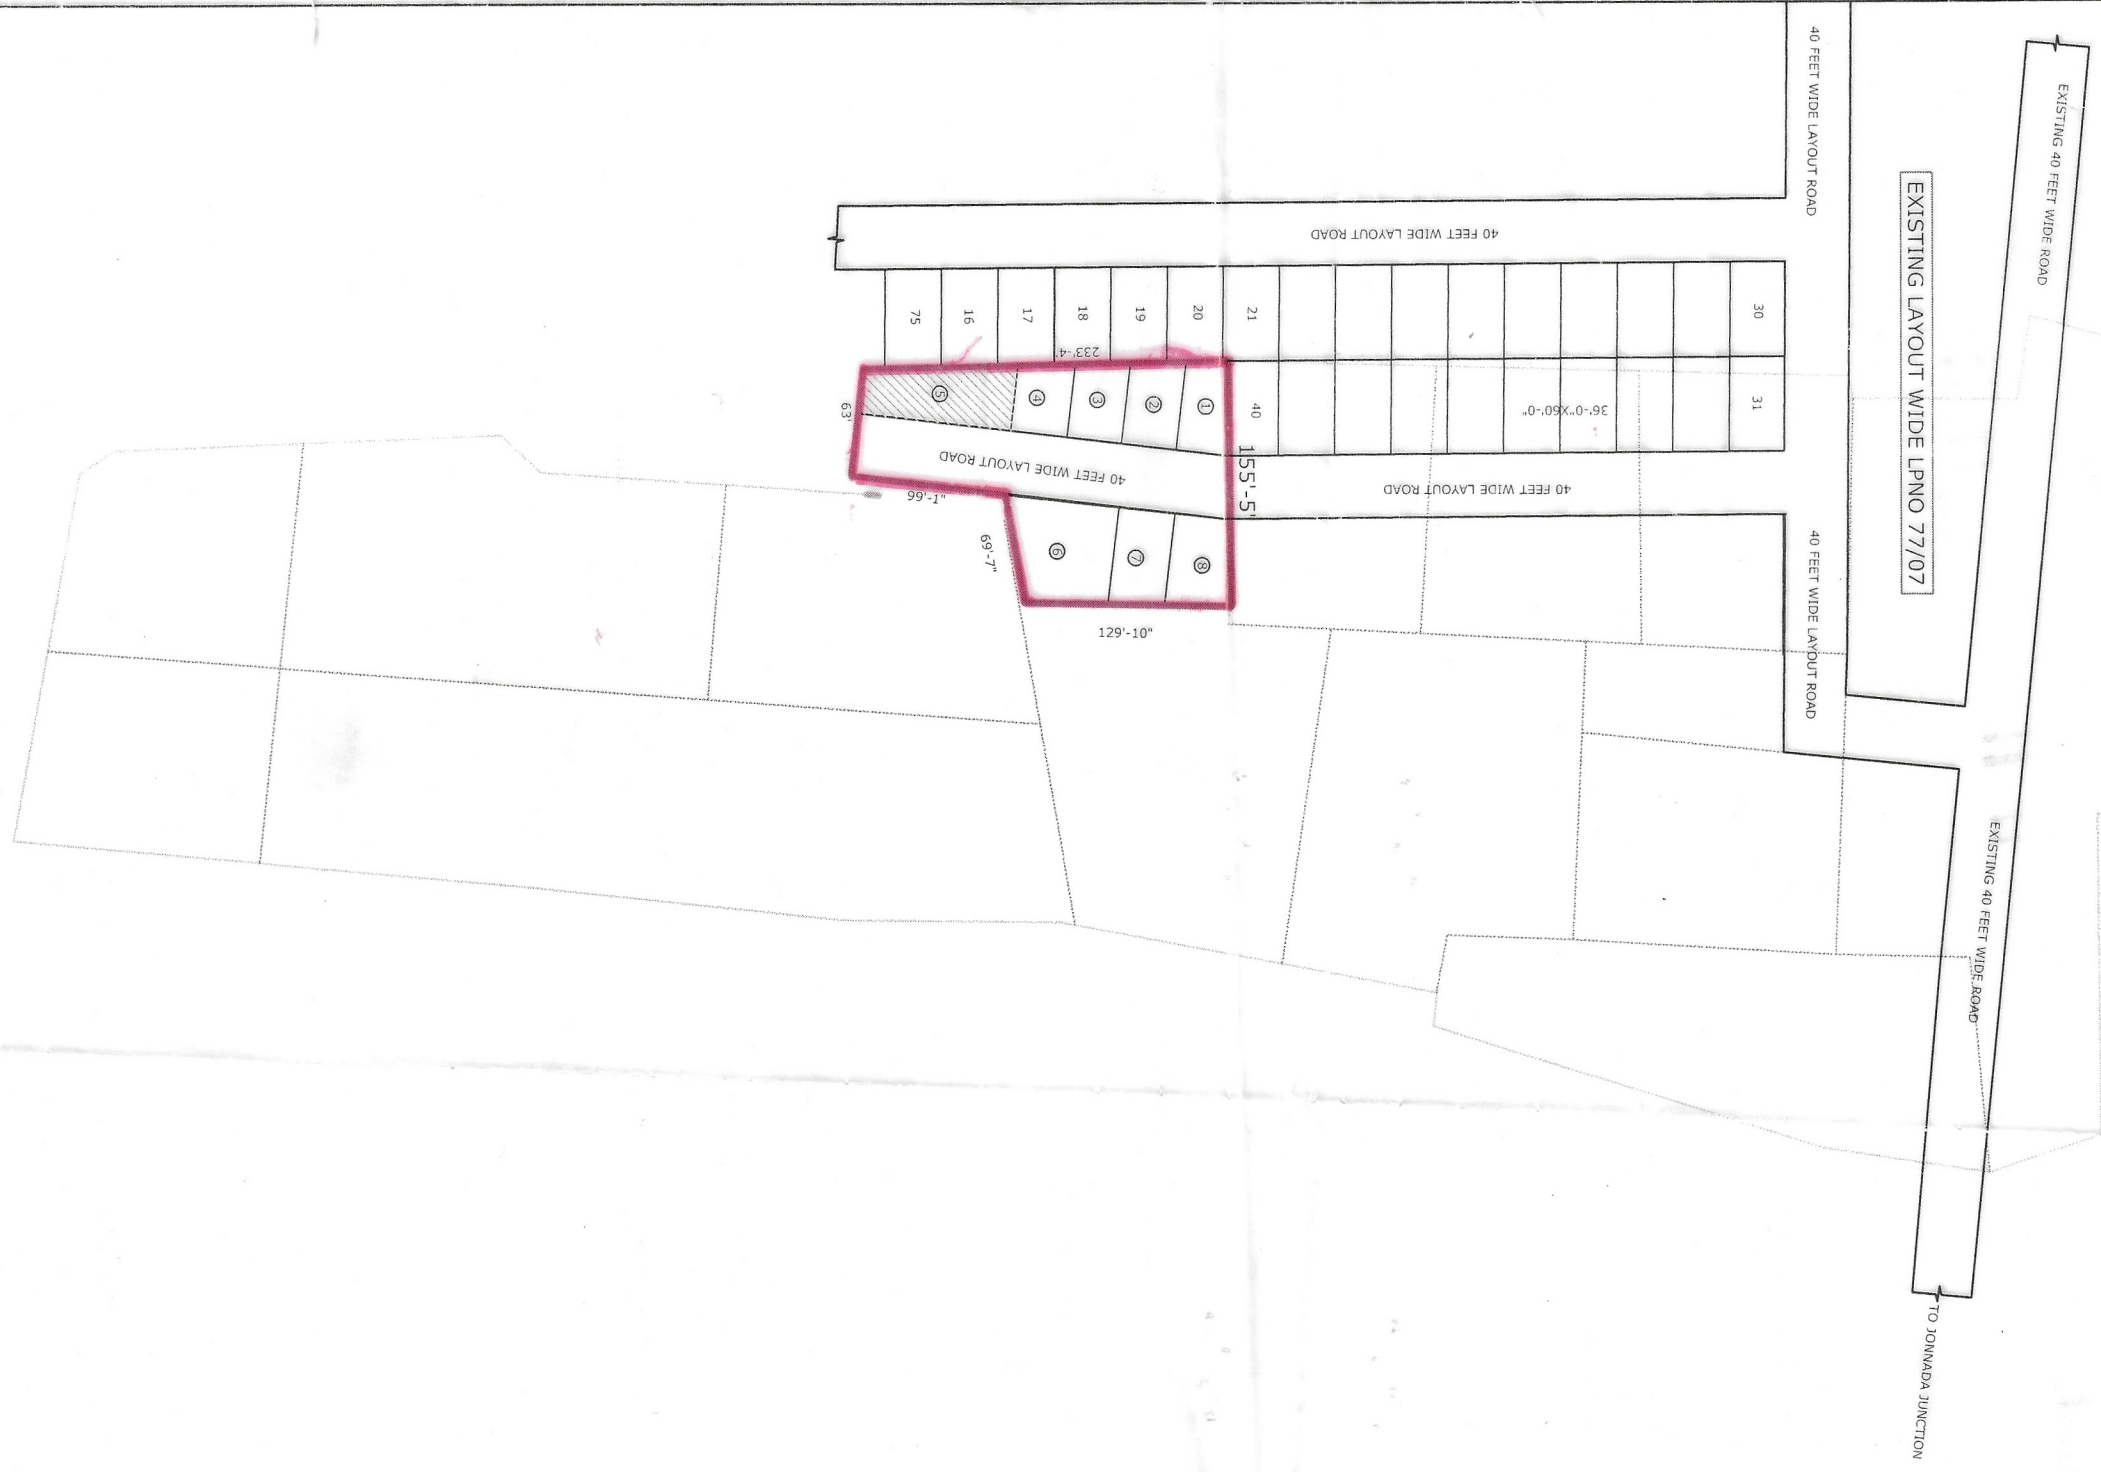 40 FEET WIDE LAYOUT ROAD
EXISTING 40 FEET WIDE ROAD
EXISTING LAYOUT WIDE LPNO 77/07
40 FEET WIDE LAYOUT ROAD
75
16
17
18
19
20
21
30
233'-4"
5
4
3
2
1
40
36'-0"X60'-0"
31
63'
155'-5"
40 FEET WIDE LAYOUT ROAD
40 FEET WIDE LAYOUT ROAD
99'-1"
69'-7"
6
7
8
129'-10"
40 FEET WIDE LAYOUT ROAD
EXISTING 40 FEET WIDE ROAD
TO JONNADA JUNCTION